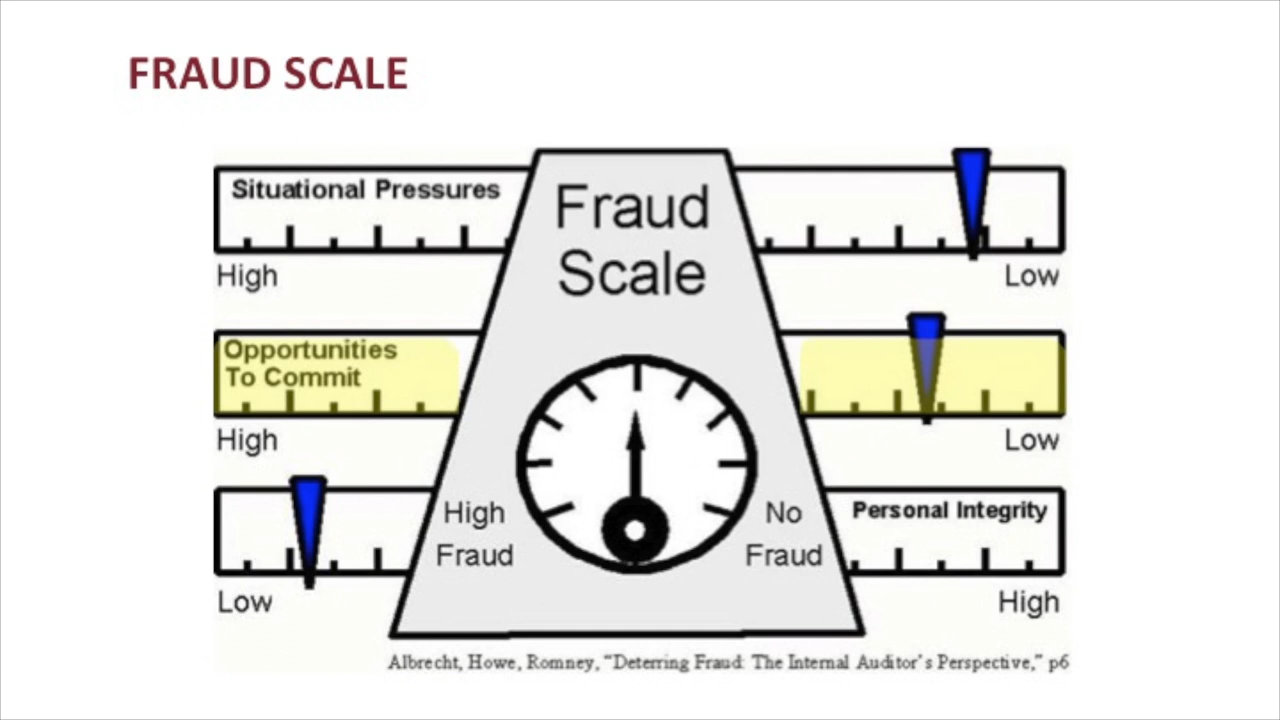 FRAUD SCALE
Situational Pressures
Fraud
Scale
High
Low
Opportunities
To Commit
High
Low
High
Fraud
No
Fraud
Personal Integrity
Low
High
Albrecht, Howe, Romney, “Deterring Fraud: The Internal Auditor’s Perspective,” p6